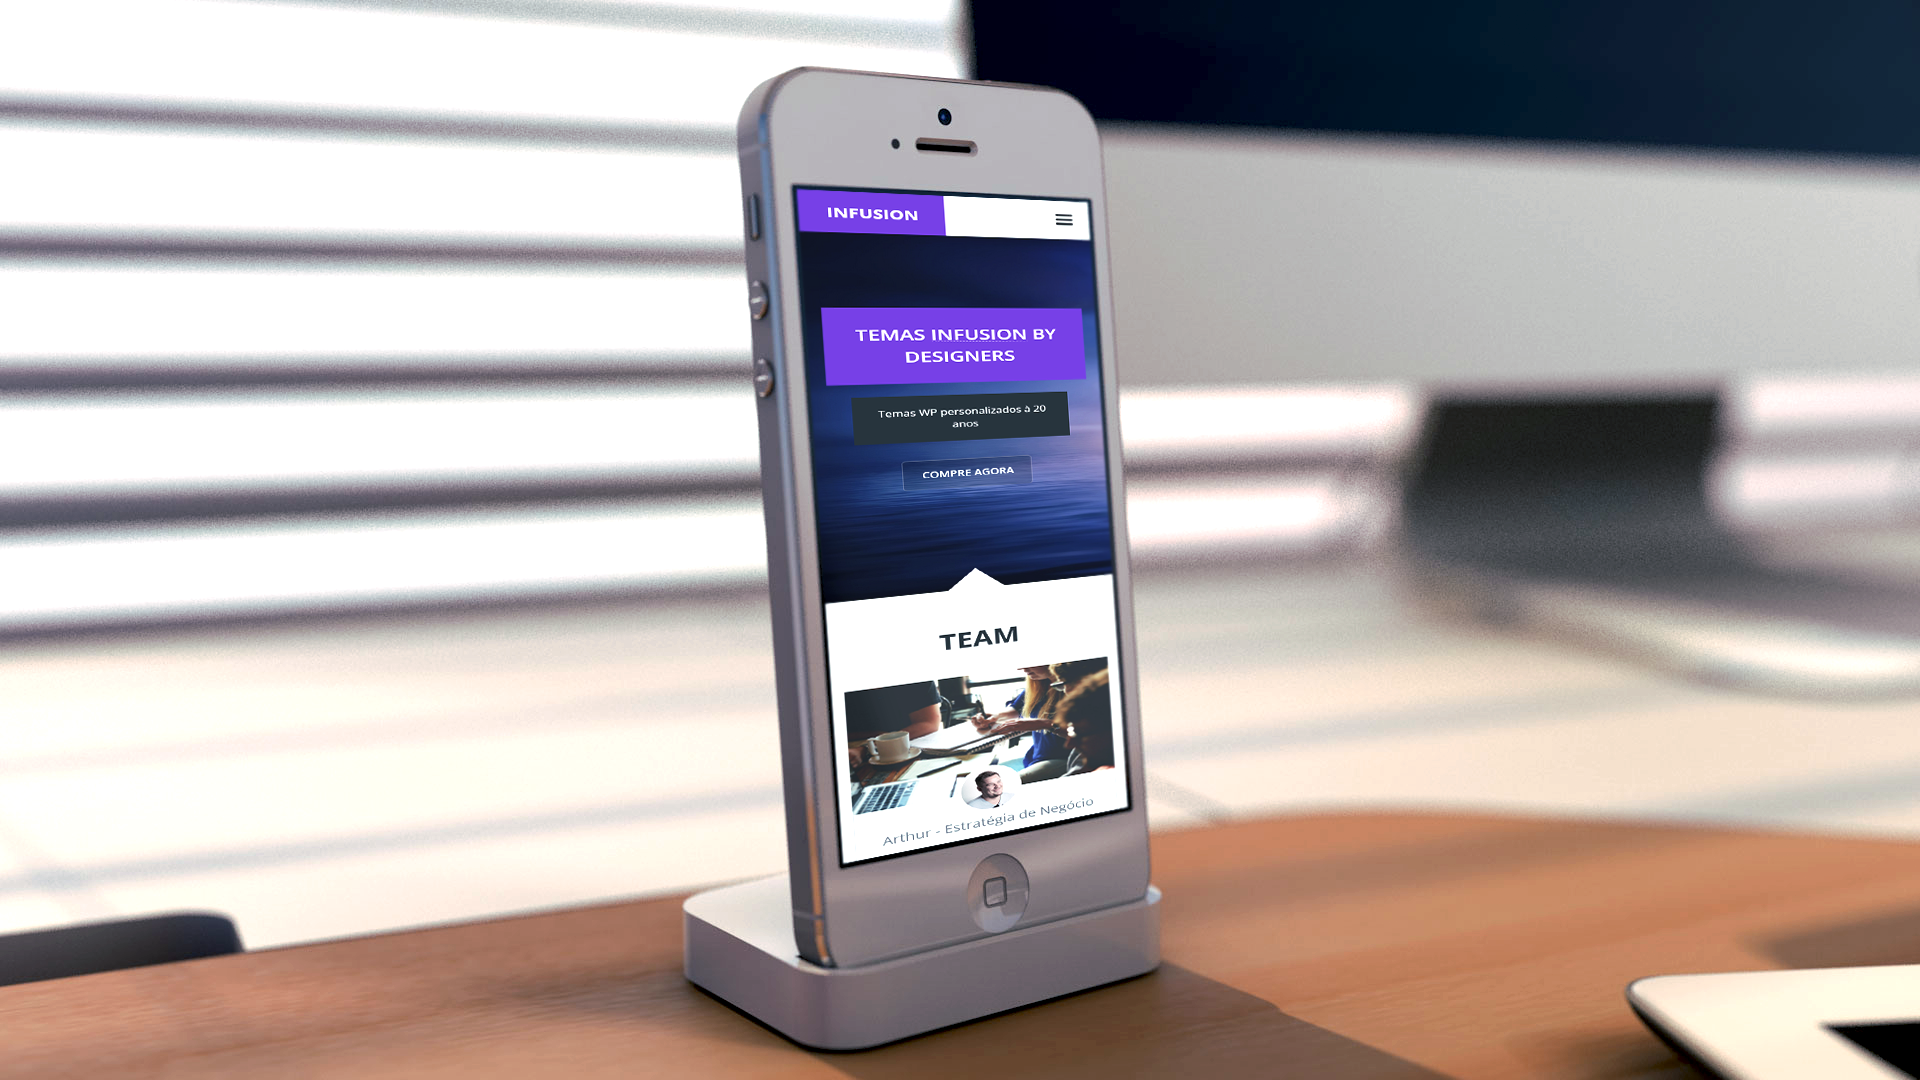 INFUSION
TEMAS INFUSION BY
DESIGNERS
Temas WP personalizados à 20
anos
COMPRE AGORA
TEAM
Arthur - Estratégia de Negócio